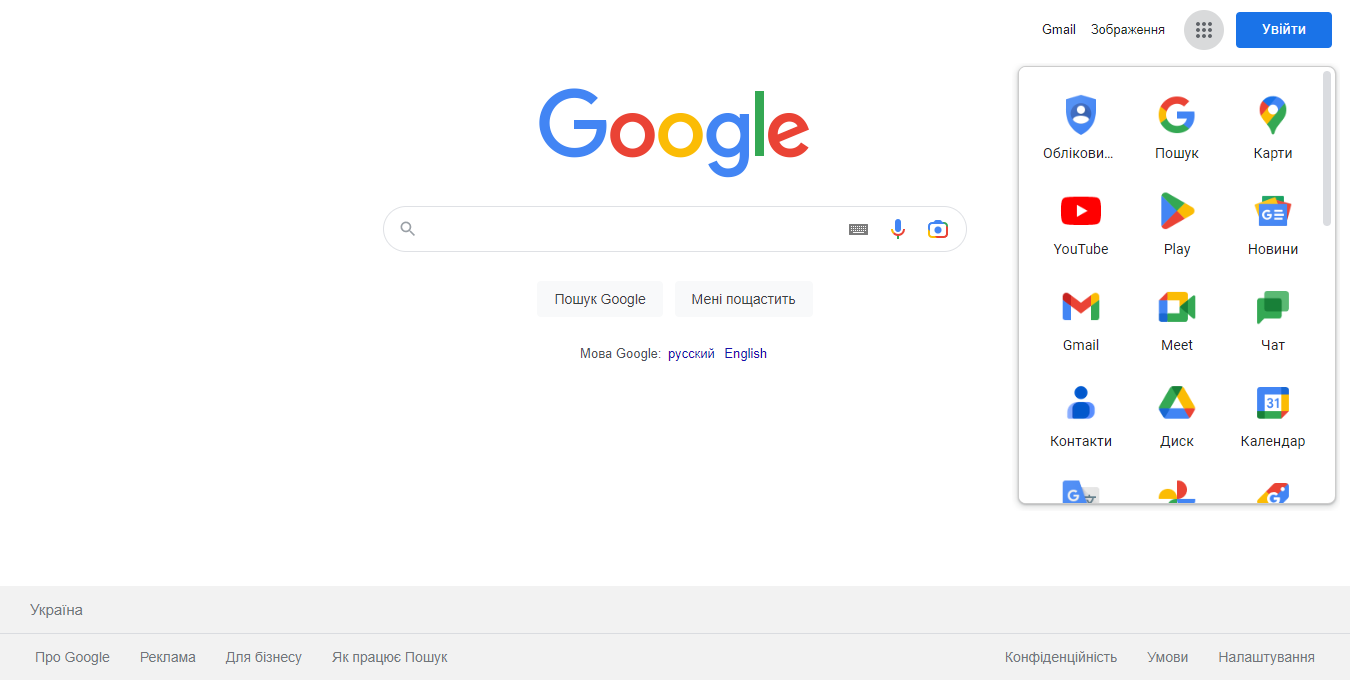 Gmail Зображення Увійти
Google
Облікови... Пошук Карти
YouTube Play Новини
Gmail Meet Чат
31
Контакти Диск Календар
Пошук Google Мені пощастить
Мова Google: русский English
Україна
Про Google Реклама Для бізнесу Як працює Пошук Конфіденційність Умови Налаштування